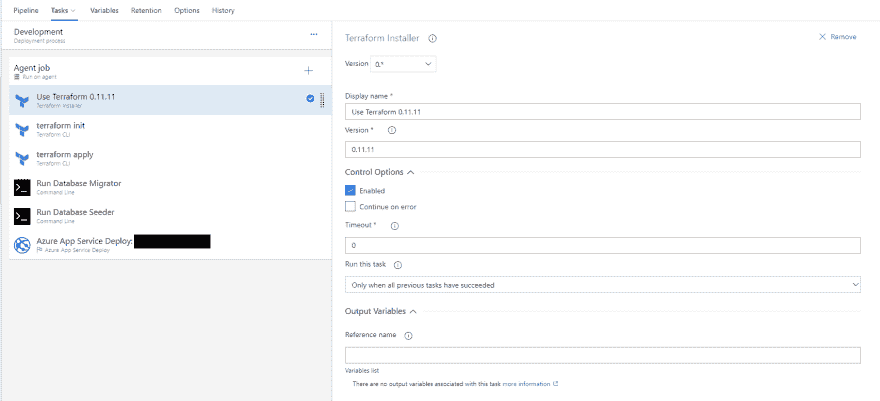 Pipeline Tasks Variables Retention Options History
Development
Deployment process
Agent job
Run on agent
Use Terraform 0.11.11
Terraform Installer
terraform init
Terraform CLI
terraform apply
Terraform CLI
Run Database Migrator
Command Line
Run Database Seeder
Command Line
Azure App Service Deploy:
Azure App Service Deploy
Terraform Installer
Remove
Version 0.*
Display name *
Use Terraform 0.11.11
Version *
0.11.11
Control Options
Enabled
Continue on error
Timeout *
0
Run this task
Only when all previous tasks have succeeded
Output Variables
Reference name
Variables list
There are no output variables associated with this task more information